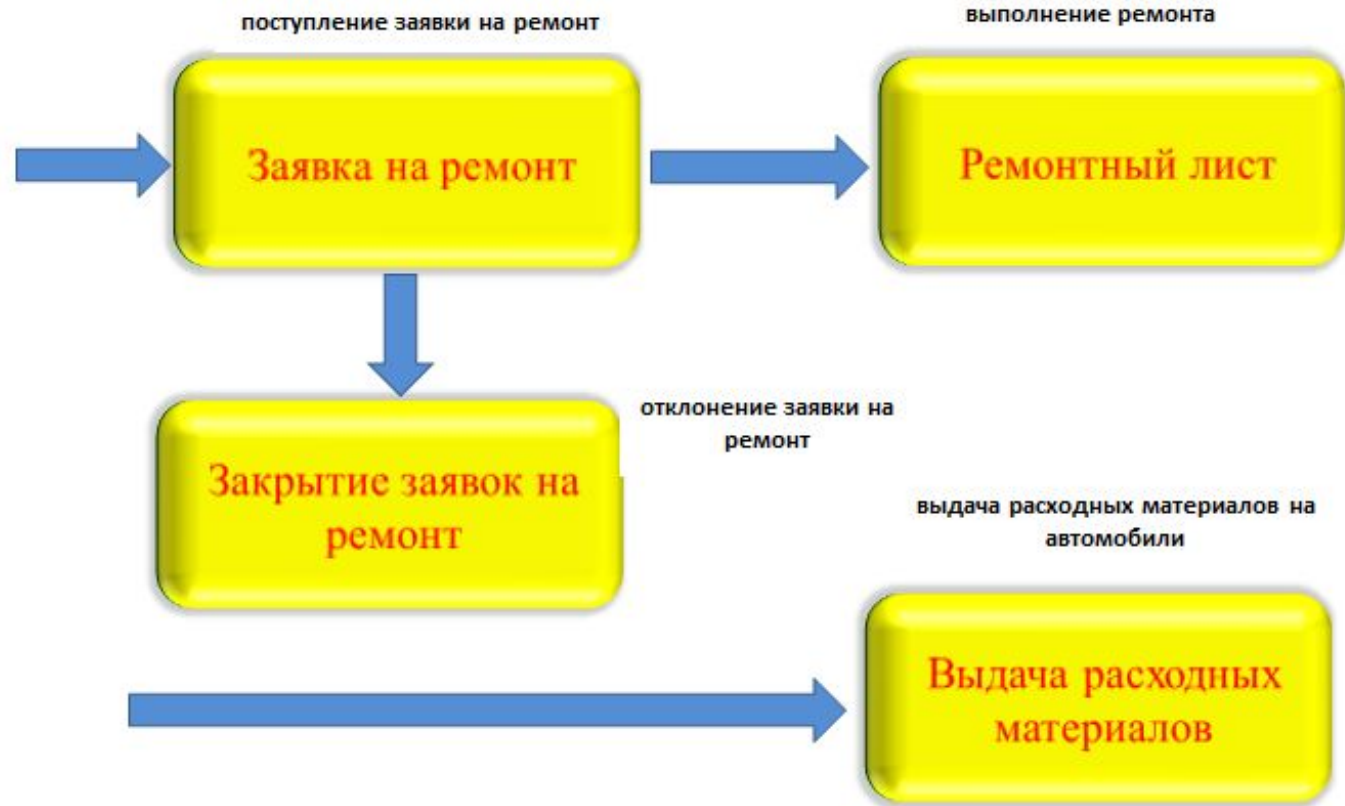 поступление заявки на ремонт
выполнение ремонта
Заявка на ремонт
Ремонтный лист
отклонение заявки на
ремонт
Закрытие заявок на
ремонт
выдача расходных материалов на
автомобили
Выдача расходных
материалов